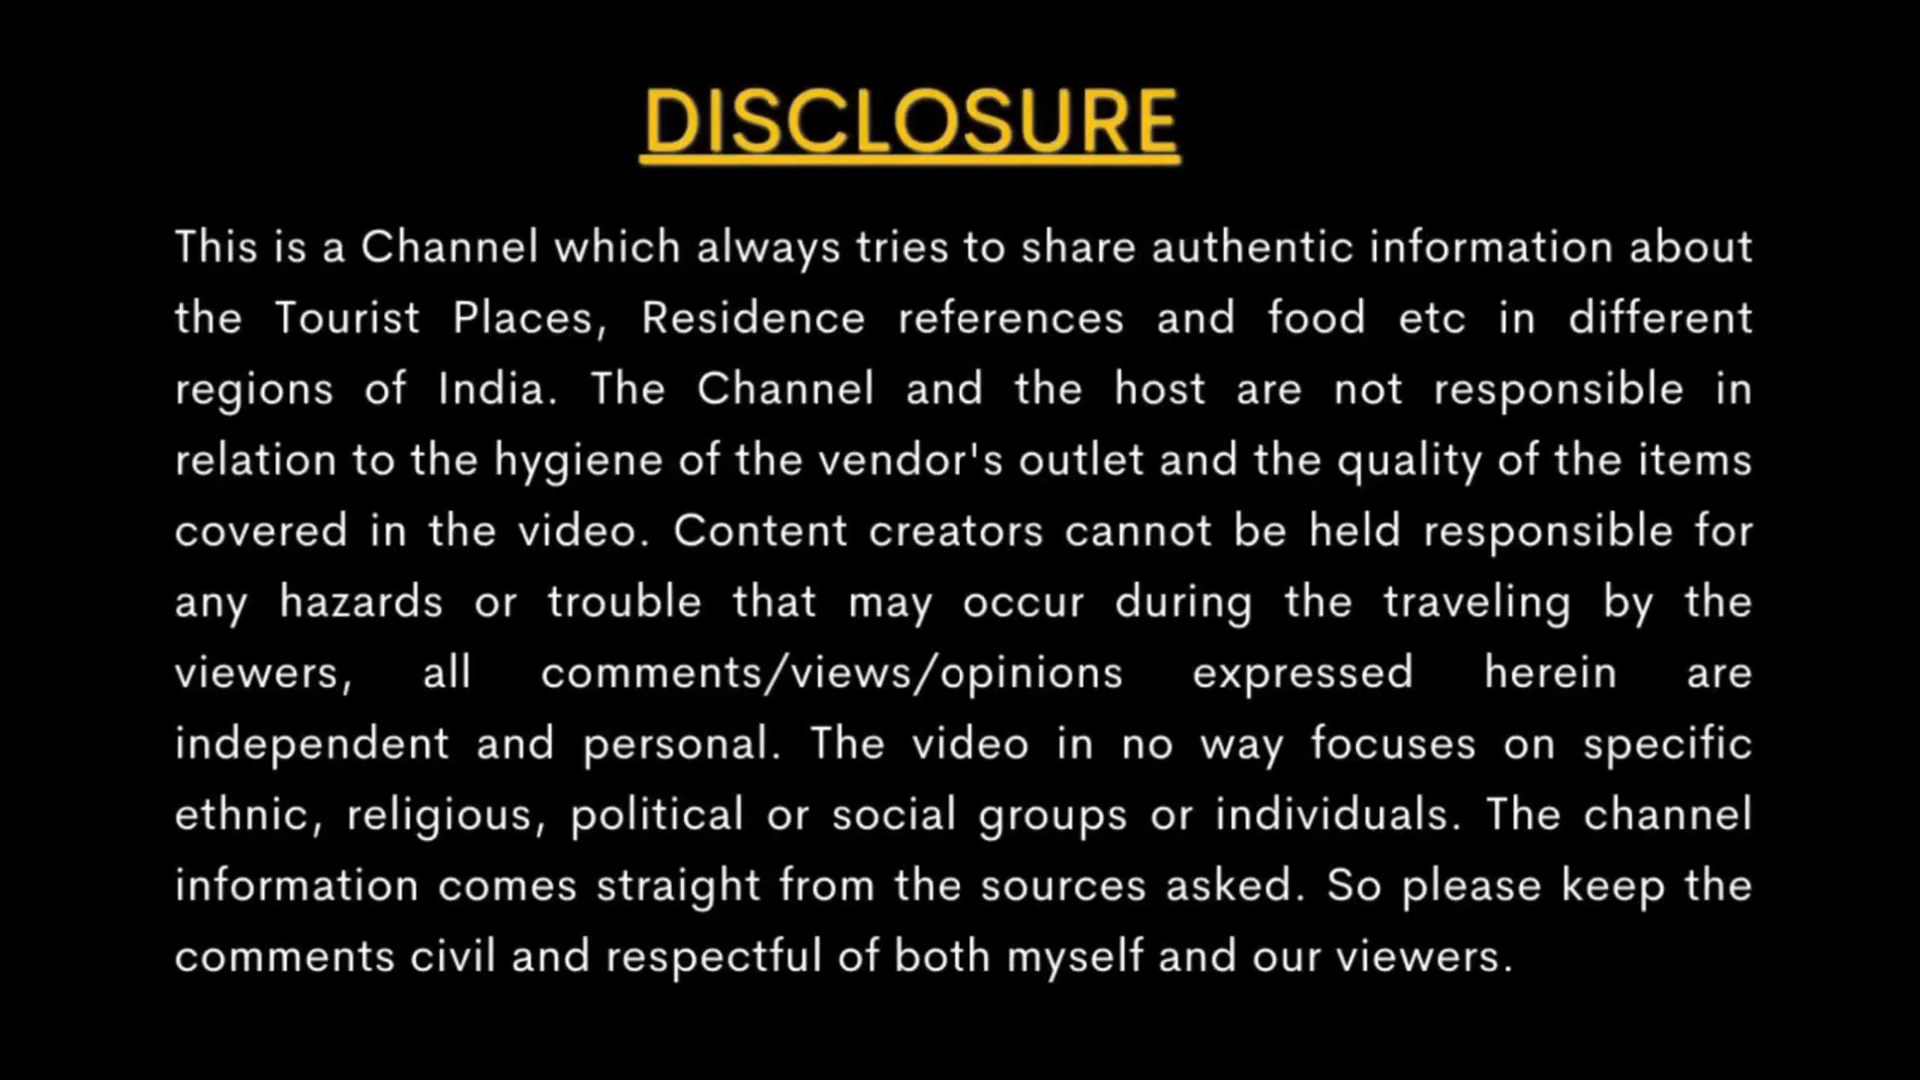 DISCLOSURE
This is a Channel which always tries to share authentic information about
the Tourist Places, Residence references and food etc in different
regions of India. The Channel and the host are not responsible in
relation to the hygiene of the vendor's outlet and the quality of the items
covered in the video. Content creators cannot be held responsible for
any hazards or trouble that may occur during the traveling by the
viewers, all comments/views/opinions expressed herein are
independent and personal. The video in no way focuses on specific
ethnic, religious, political or social groups or individuals. The channel
information comes straight from the sources asked. So please keep the
comments civil and respectful of both myself and our viewers.